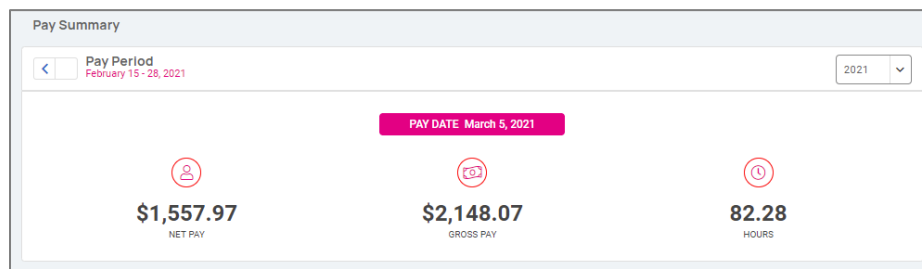 Pay Summary
Pay Period
February 15 - 28, 2021
2021
PAY DATE March 5, 2021
$1,557.97
NET PAY
$2,148.07
GROSS PAY
82.28
HOURS